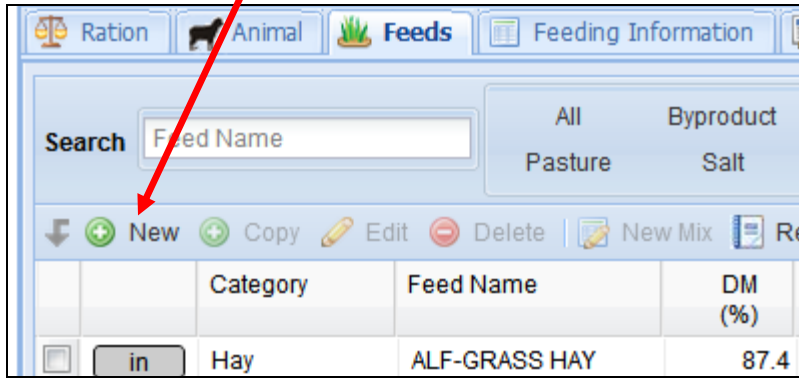 Ration Animal Feeds Feeding Information
All Byproduct
Search Feed Name
Pasture Salt
New Copy Edit Delete New Mix Re
Category Feed Name DM
(%)
in Hay ALF-GRASS HAY 87.4